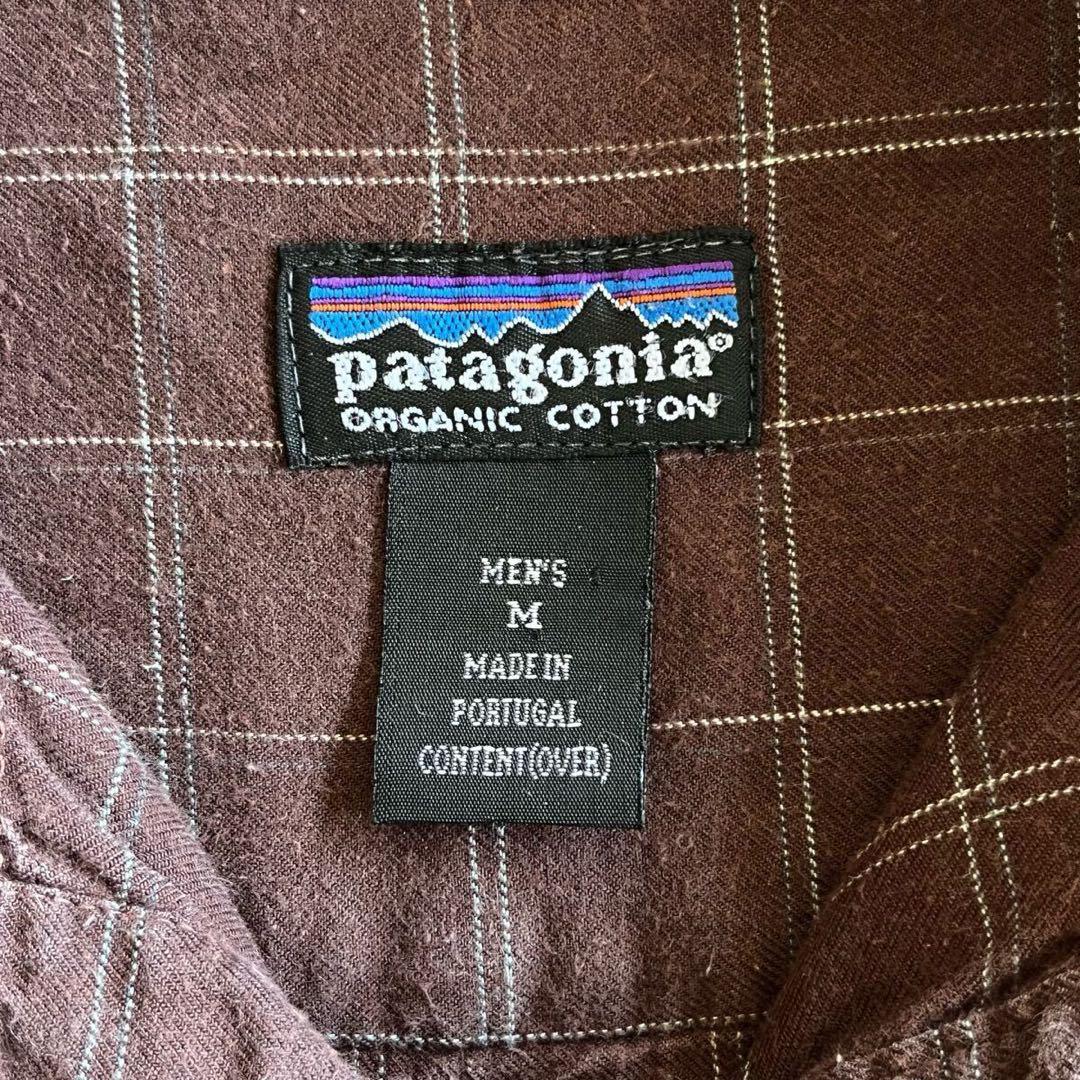 patagonia®
ORGANIC COTTON
MEN'S
M
MADE IN
PORTUGAL
CONTENT(OVER)